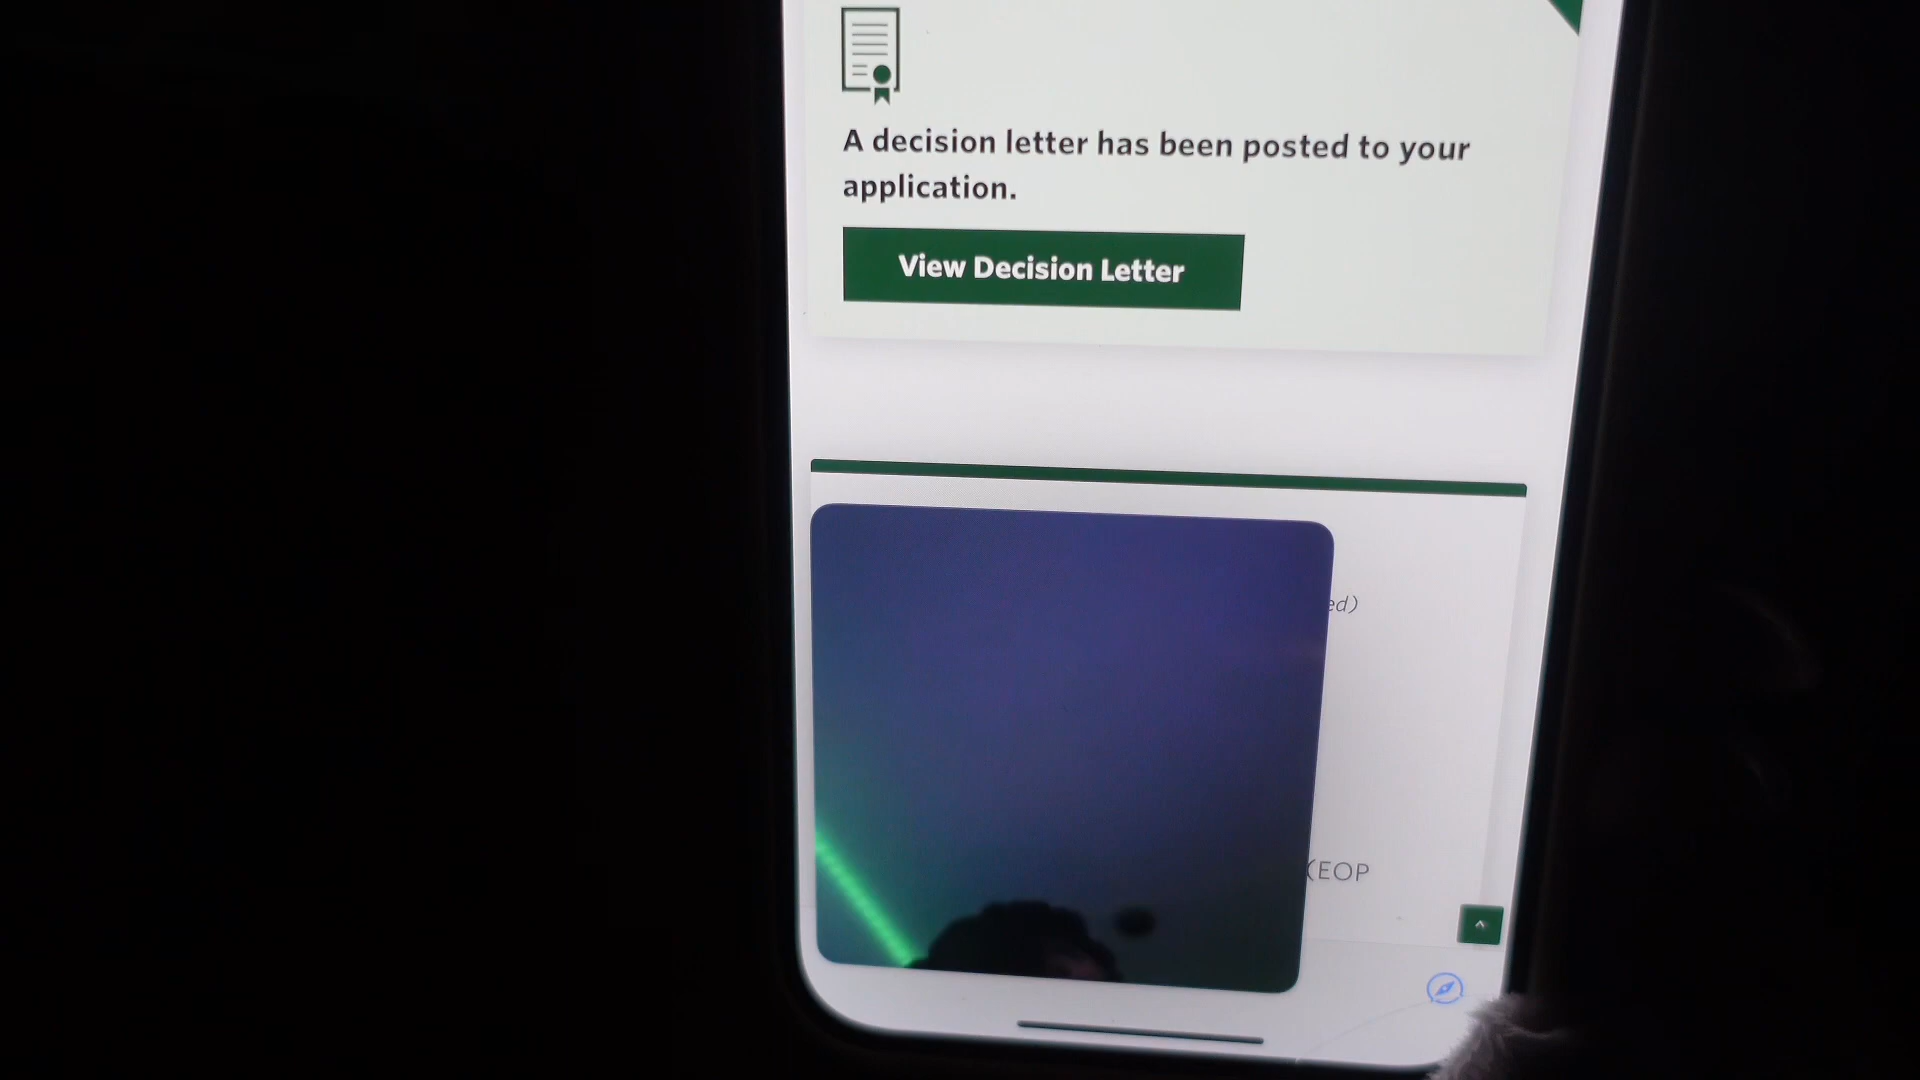 A decision letter has been posted to your
application.
View Decision Letter
ed)
(EOP